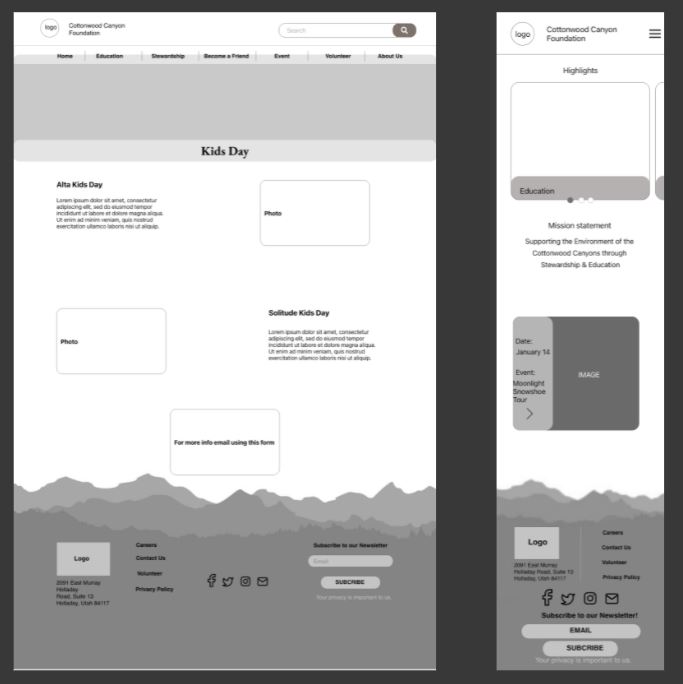 logo
Cottonwood Canyon
Foundation
Search
Home Education Stewardship Become a Friend Event Volunteer About Us
Kids Day
Alta Kids Day
Lorem ipsum dolor sit amet, consectetur
adipiscing elit, sed do eiusmod tempor
incididunt ut labore et dolore magna aliqua.
Ut enim ad minim veniam, quis nostrud
exercitation ullamco laboris nisi ut aliquip.
Photo
Photo
Solitude Kids Day
Lorem ipsum dolor sit amet, consectetur
adipiscing elit, sed do eiusmod tempor
incididunt ut labore et dolore magna aliqua.
Ut enim ad minim veniam, quis nostrud
exercitation ullamco laboris nisi ut aliquip.
For more info email using this form
Logo
2091 East Murray
Holladay
Road, Suite 13
Holladay, Utah 84117
Careers
Contact Us
Volunteer
Privacy Policy
Subscribe to our Newsletter
Email
SUBCRIBE
Your privacy is important to us.
logo
Cottonwood Canyon
Foundation
Highlights
Education
Mission statement
Supporting the Environment of the
Cottonwood Canyons through
Stewardship & Education
Date:
January 14
Event:
Moonlight
Snowshoe
Tour
IMAGE
Logo
2091 East Murray
Holladay Road, Suite 13
Holladay, Utah 84117
Careers
Contact Us
Volunteer
Privacy Policy
Subscribe to our Newsletter!
EMAIL
SUBCRIBE
Your privacy is important to us.